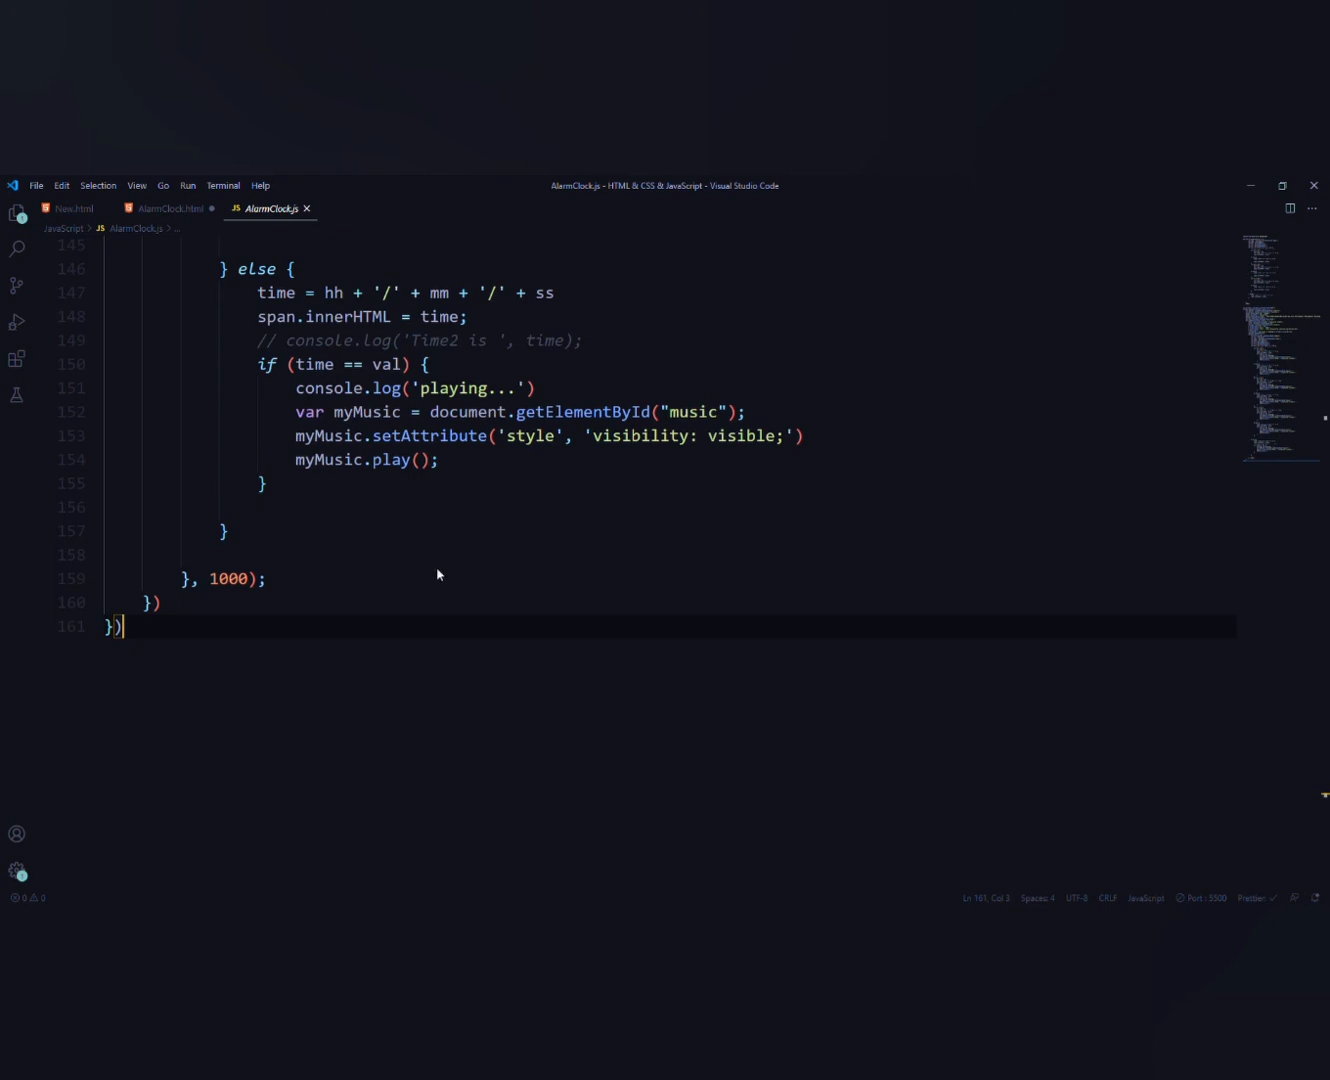 File Edit Selection View Go Run Terminal Help
AlarmClock.js - HTML & CSS & JavaScript - Visual Studio Code
New.html AlarmClock.html JS AlarmClock.js
JavaScript > JS AlarmClock.js > ...
145
146 } else {
147 time = hh + '/' + mm + '/' + ss
148 span.innerHTML = time;
149 // console.log('Time2 is ', time);
150 if (time == val) {
151 console.log('playing...')
152 var myMusic = document.getElementById("music");
153 myMusic.setAttribute('style', 'visibility: visible;')
154 myMusic.play();
155 }
156
157 }
158
159 }, 1000);
160 })
161 })
0 0 Ln 161, Col 3 Spaces: 4 UTF-8 CRLF JavaScript Port : 5500 Prettier